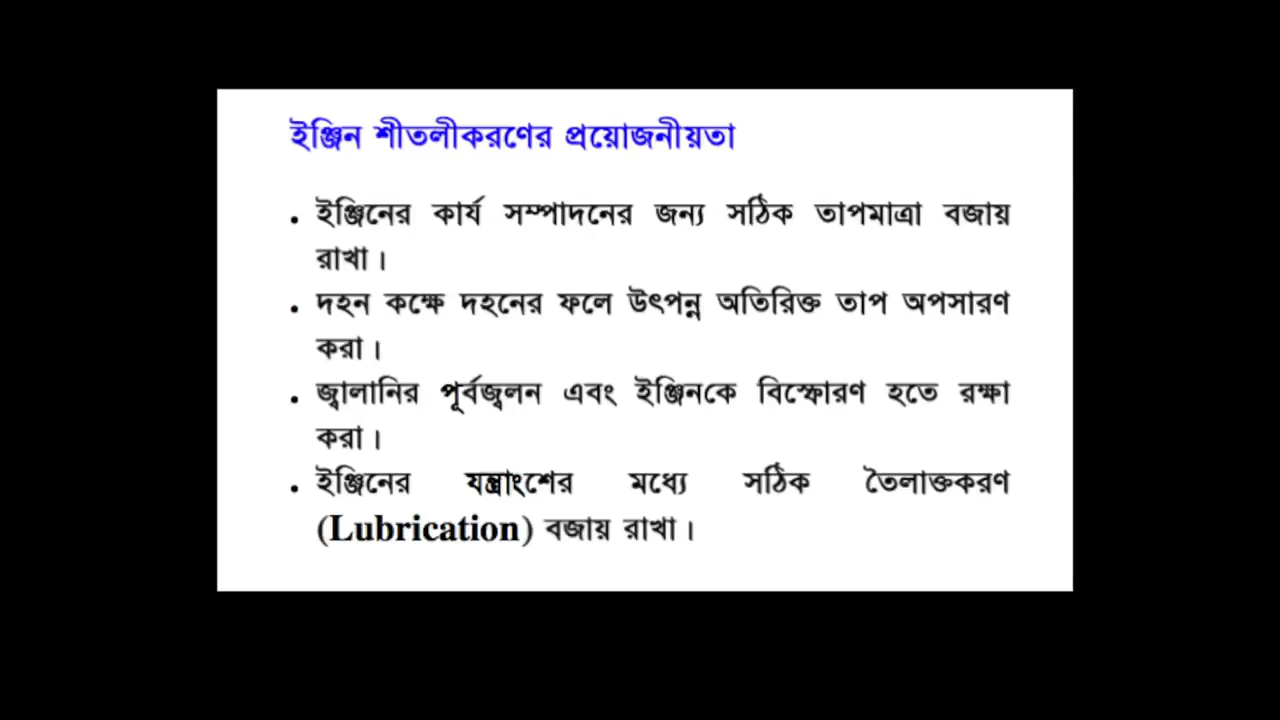 ইঞ্জিন শীতলীকরণের প্রয়োজনীয়তা
• ইঞ্জিনের কার্য সম্পাদনের জন্য সঠিক তাপমাত্রা বজায়
রাখা।
• দহন কক্ষে দহনের ফলে উৎপন্ন অতিরিক্ত তাপ অপসারণ
করা।
• জ্বালানির পূর্বজ্বলন এবং ইঞ্জিনকে বিস্ফোরণ হতে রক্ষা
করা।
• ইঞ্জিনের যন্ত্রাংশের মধ্যে সঠিক তৈলাক্তকরণ
(Lubrication) বজায় রাখা।